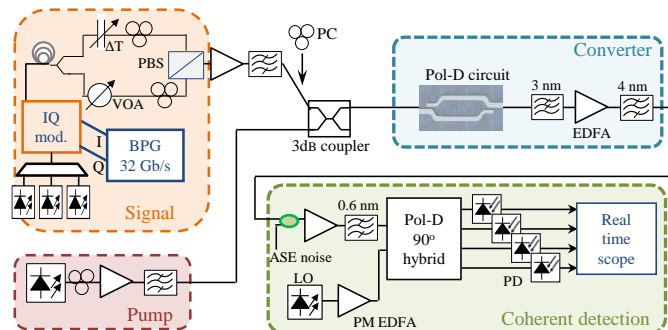 ΔT
PBS
VOA
IQ
mod.
I
Q
BPG
32 Gb/s
Signal
PC
3dB coupler
Converter
Pol-D circuit
3 nm
EDFA
4 nm
Pump
ASE noise
0.6 nm
LO
PM EDFA
Pol-D
90º
hybrid
PD
Real
time
scope
Coherent detection